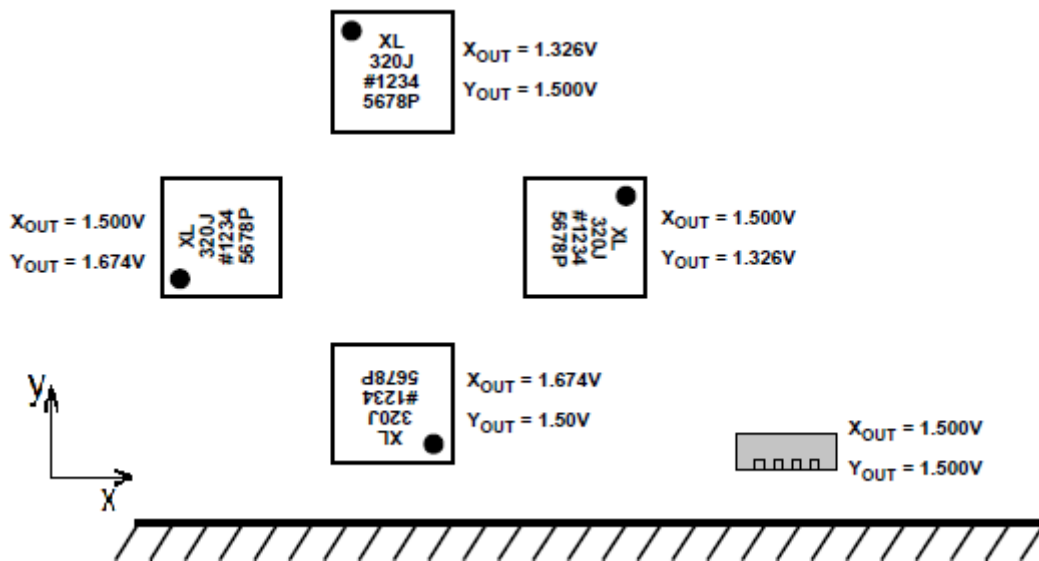 XL
320J
#1234
5678P
XOUT = 1.326V
YOUT = 1.500V
XOUT = 1.500V
YOUT = 1.674V
XL
320J
#1234
5678P
XL
320J
#1234
5678P
XOUT = 1.500V
YOUT = 1.326V
XL
320J
#1234
5678P
XOUT = 1.674V
YOUT = 1.50V
XOUT = 1.500V
YOUT = 1.500V
y
x